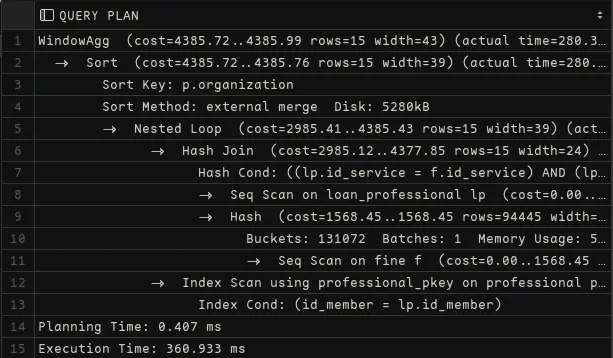 QUERY PLAN
1 WindowAgg (cost=4385.72..4385.99 rows=15 width=43) (actual time=280.3…
2 -> Sort (cost=4385.72..4385.76 rows=15 width=39) (actual time=280.…
3 Sort Key: p.organization
4 Sort Method: external merge Disk: 5280kB
5 -> Nested Loop (cost=2985.41..4385.43 rows=15 width=39) (act…
6 -> Hash Join (cost=2985.12..4377.85 rows=15 width=24) …
7 Hash Cond: ((lp.id_service = f.id_service) AND (lp…
8 -> Seq Scan on loan_professional lp (cost=0.00..…
9 -> Hash (cost=1568.45..1568.45 rows=94445 width=…
10 Buckets: 131072 Batches: 1 Memory Usage: 5…
11 -> Seq Scan on fine f (cost=0.00..1568.45 …
12 -> Index Scan using professional_pkey on professional p…
13 Index Cond: (id_member = lp.id_member)
14 Planning Time: 0.407 ms
15 Execution Time: 360.933 ms